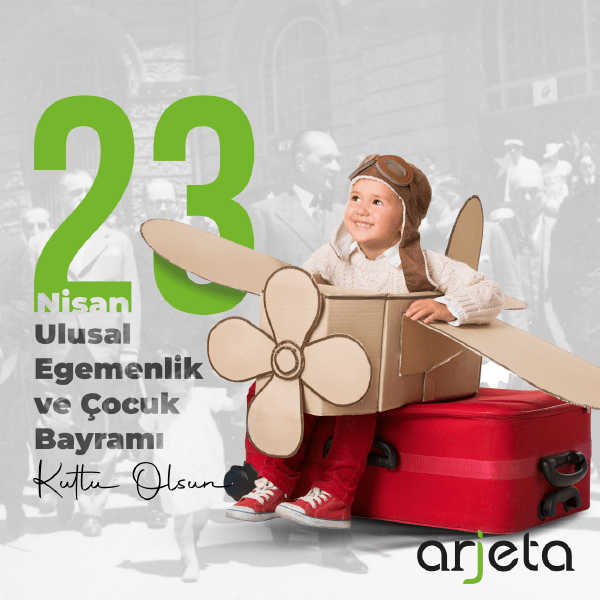 23
Nisan
Ulusal
Egemenlik
ve Çocuk
Bayramı
Kutlu Olsun
arjeta